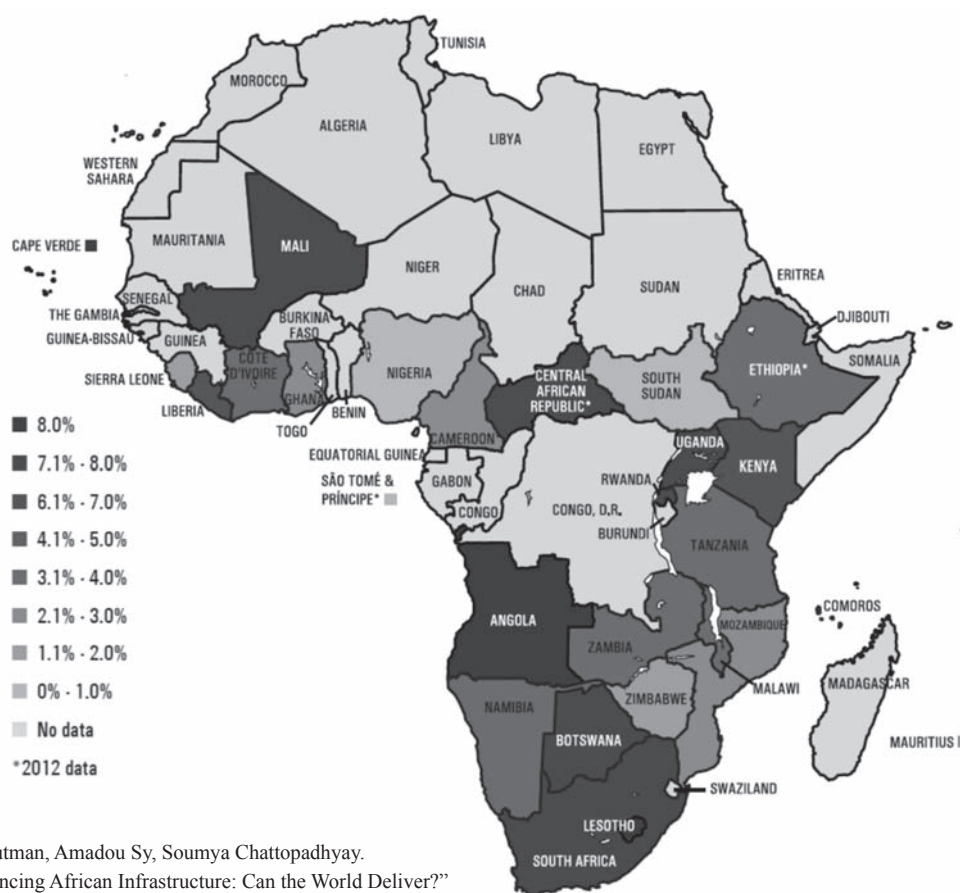 TUNISIA
MOROCCO
ALGERIA
LIBYA
EGYPT
WESTERN
SAHARA
MAURITANIA
CAPE VERDE
MALI
NIGER
CHAD
SUDAN
ERITREA
SENEGAL
THE GAMBIA
GUINEA-BISSAU
GUINEA
BURKINA
FASO
DJIBOUTI
SOMALIA
SIERRA LEONE
CÔTE
D'IVOIRE
GHANA
NIGERIA
CENTRAL
AFRICAN
REPUBLIC*
SOUTH
SUDAN
ETHIOPIA*
LIBERIA
TOGO
BENIN
CAMEROON
EQUATORIAL GUINEA
SÃO TOMÉ &
PRÍNCIPE*
GABON
CONGO
CONGO, D.R.
UGANDA
KENYA
RWANDA
BURUNDI
TANZANIA
8.0%
7.1% - 8.0%
6.1% - 7.0%
4.1% - 5.0%
3.1% - 4.0%
2.1% - 3.0%
1.1% - 2.0%
0% - 1.0%
No data
*2012 data
ANGOLA
ZAMBIA
MOZAMBIQUE
COMOROS
MALAWI
MADAGASCAR
MAURITIUS
NAMIBIA
ZIMBABWE
BOTSWANA
SWAZILAND
LESOTHO
SOUTH AFRICA
utman, Amadou Sy, Soumya Chattopadhyay.
ncing African Infrastructure: Can the World Deliver?”